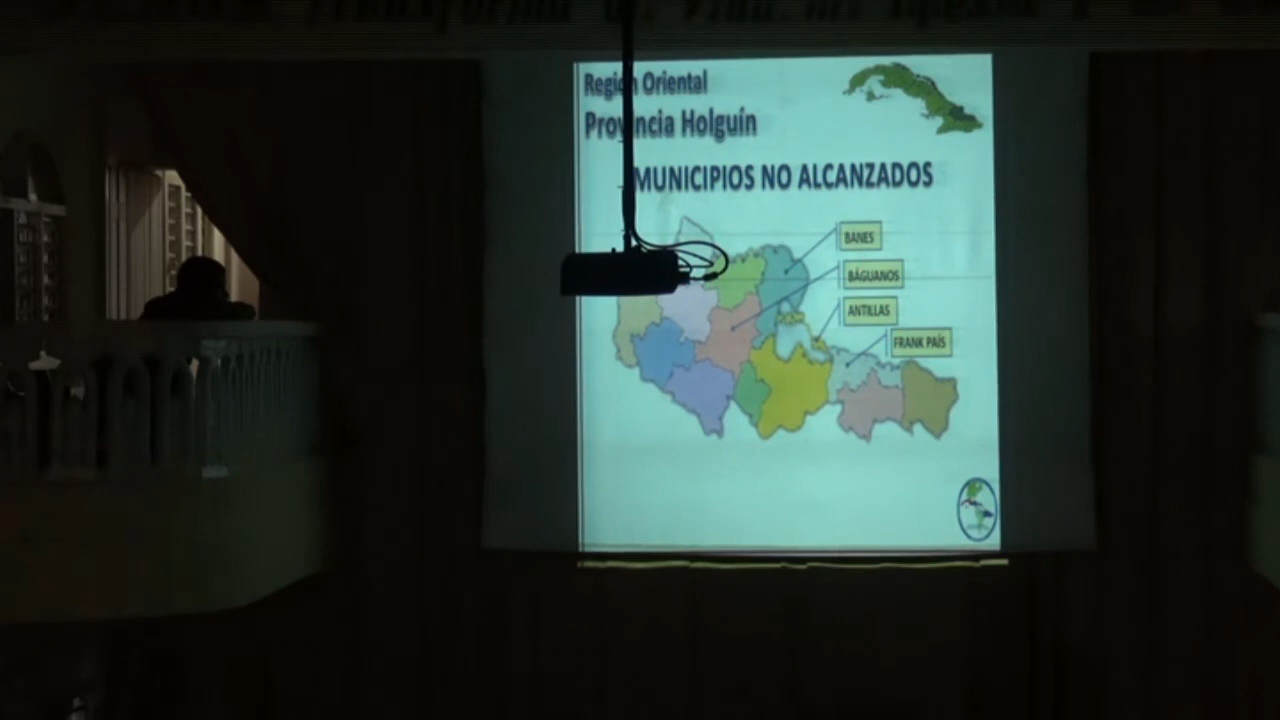 Region Oriental
Provincia Holguín
MUNICIPIOS NO ALCANZADOS
BANES
BÁGUANOS
ANTILLAS
FRANK PAÍS